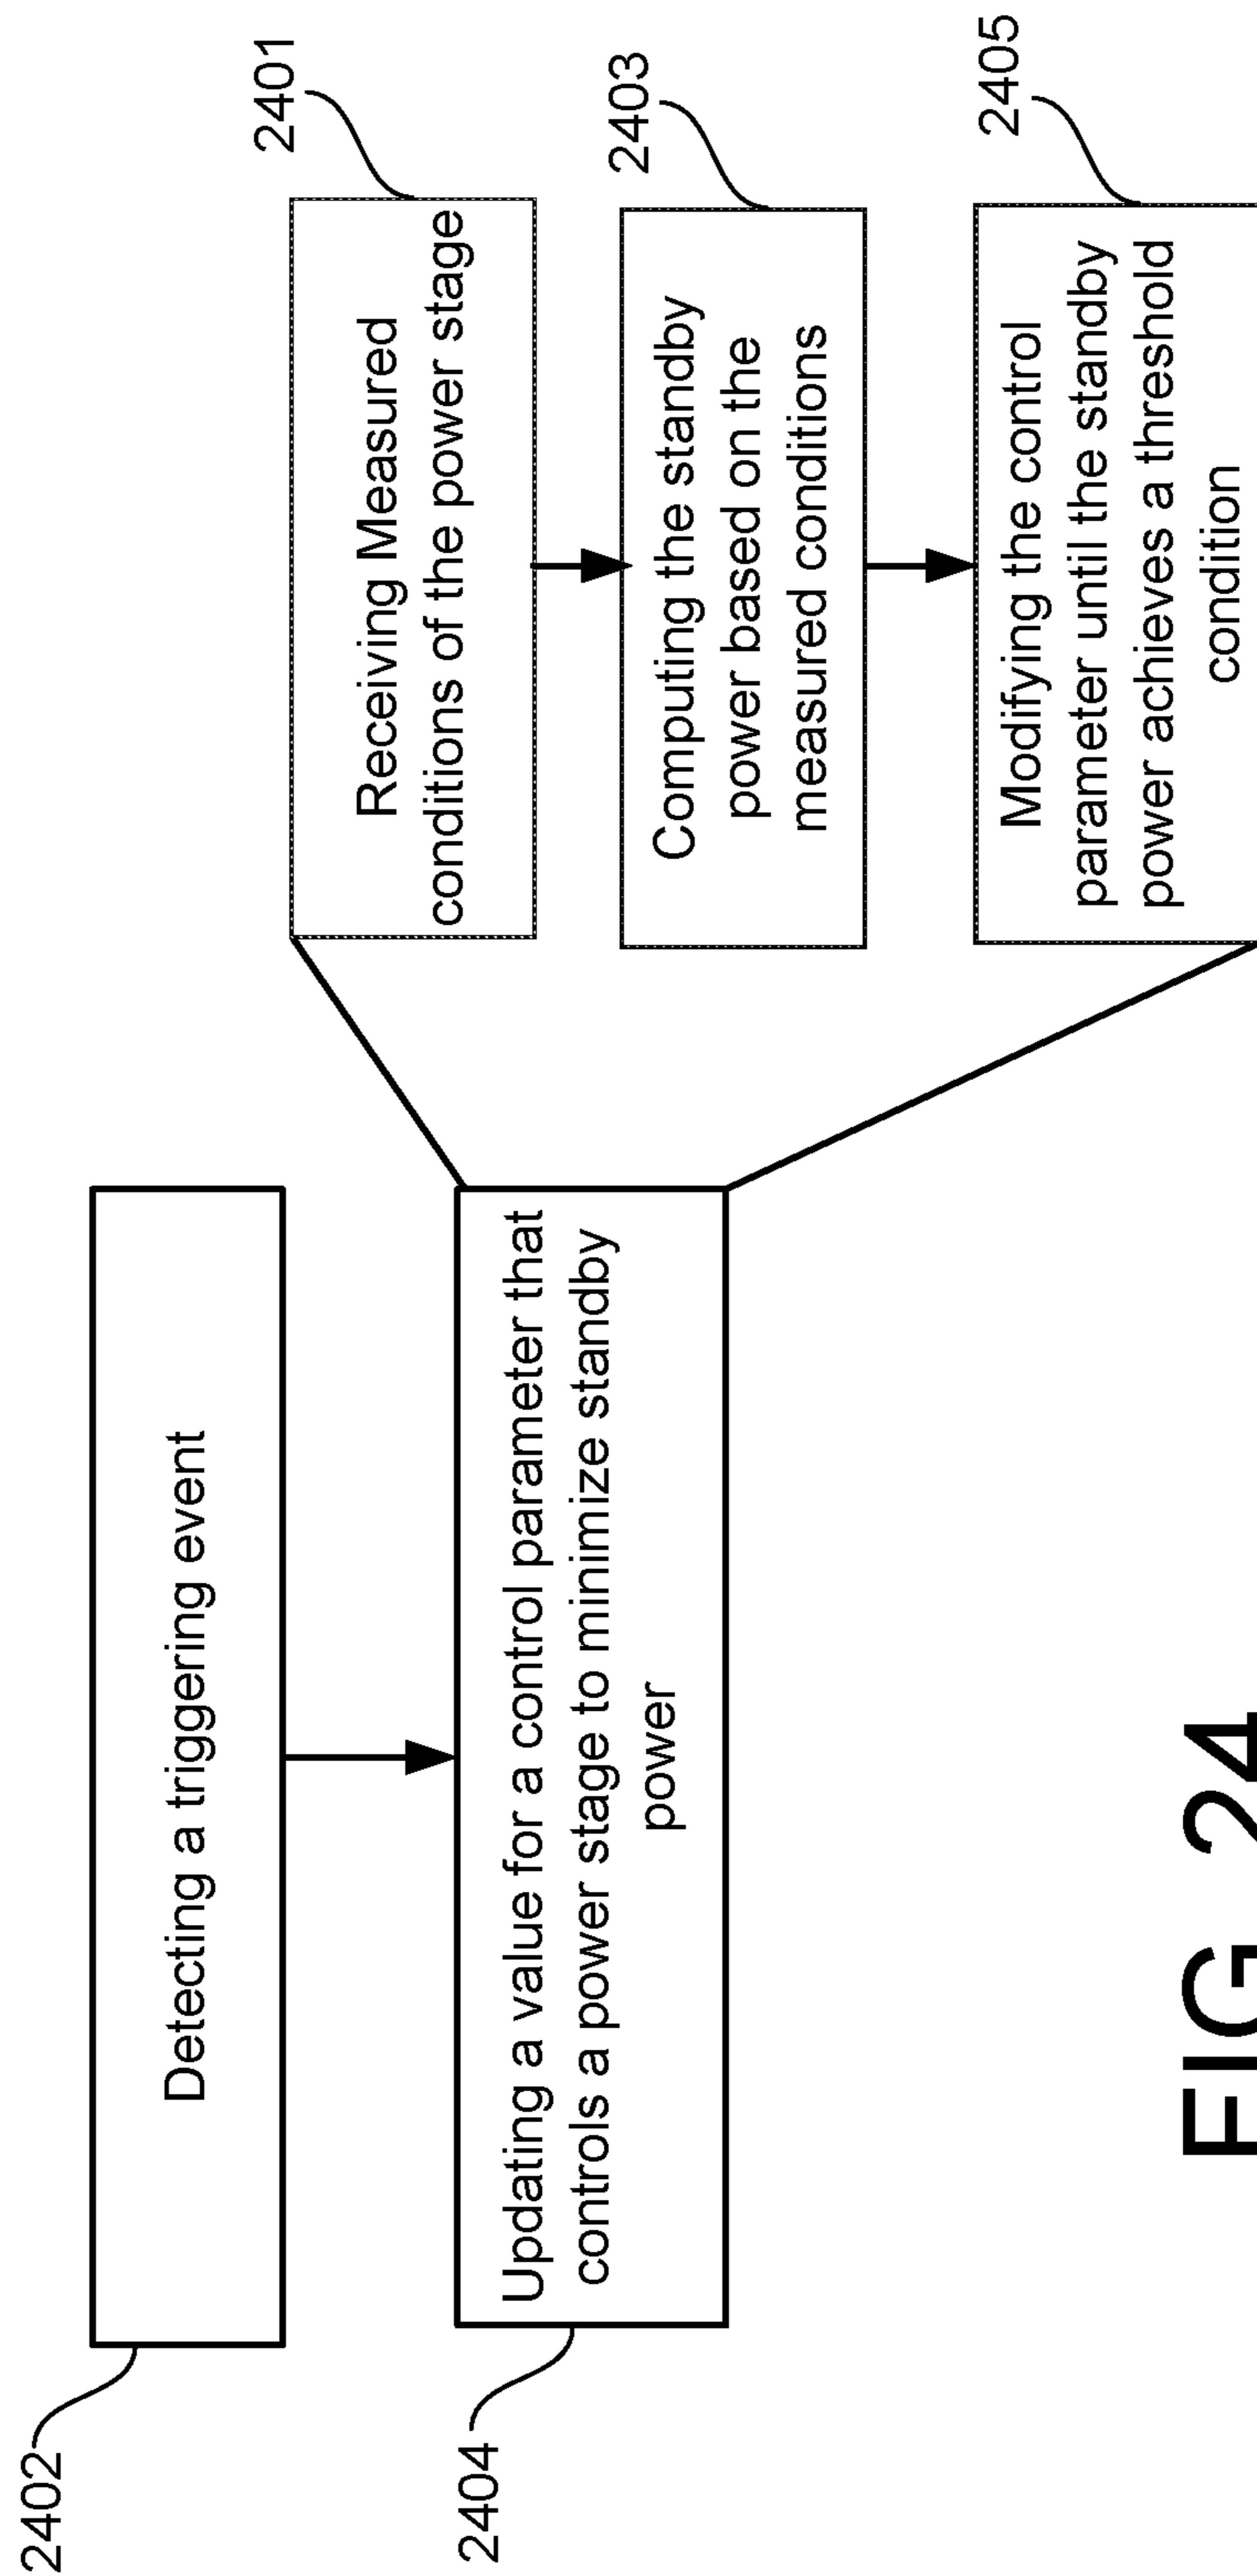 2402
Detecting a triggering event
2404
Updating a value for a control parameter that
controls a power stage to minimize standby
power
2401
Receiving Measured
conditions of the power stage
2403
Computing the standby
power based on the
measured conditions
2405
Modifying the control
parameter until the standby
power achieves a threshold
condition
FIG 24